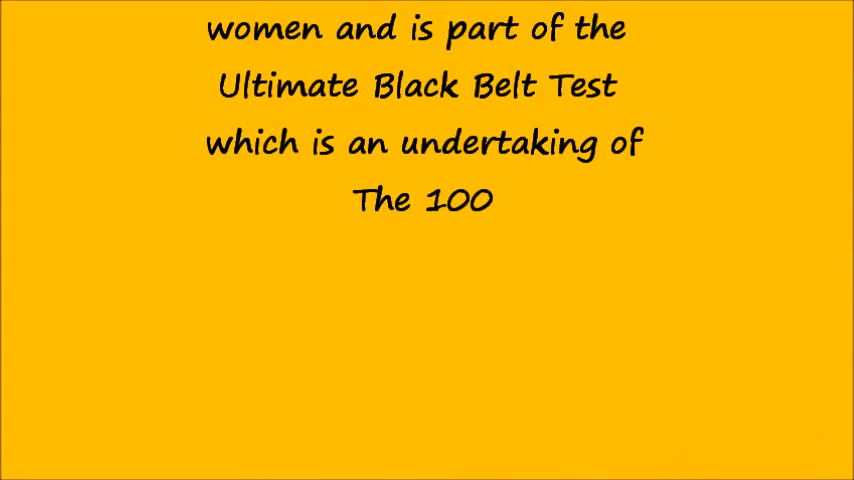 women and is part of the
Ultimate Black Belt Test
which is an undertaking of
The 100